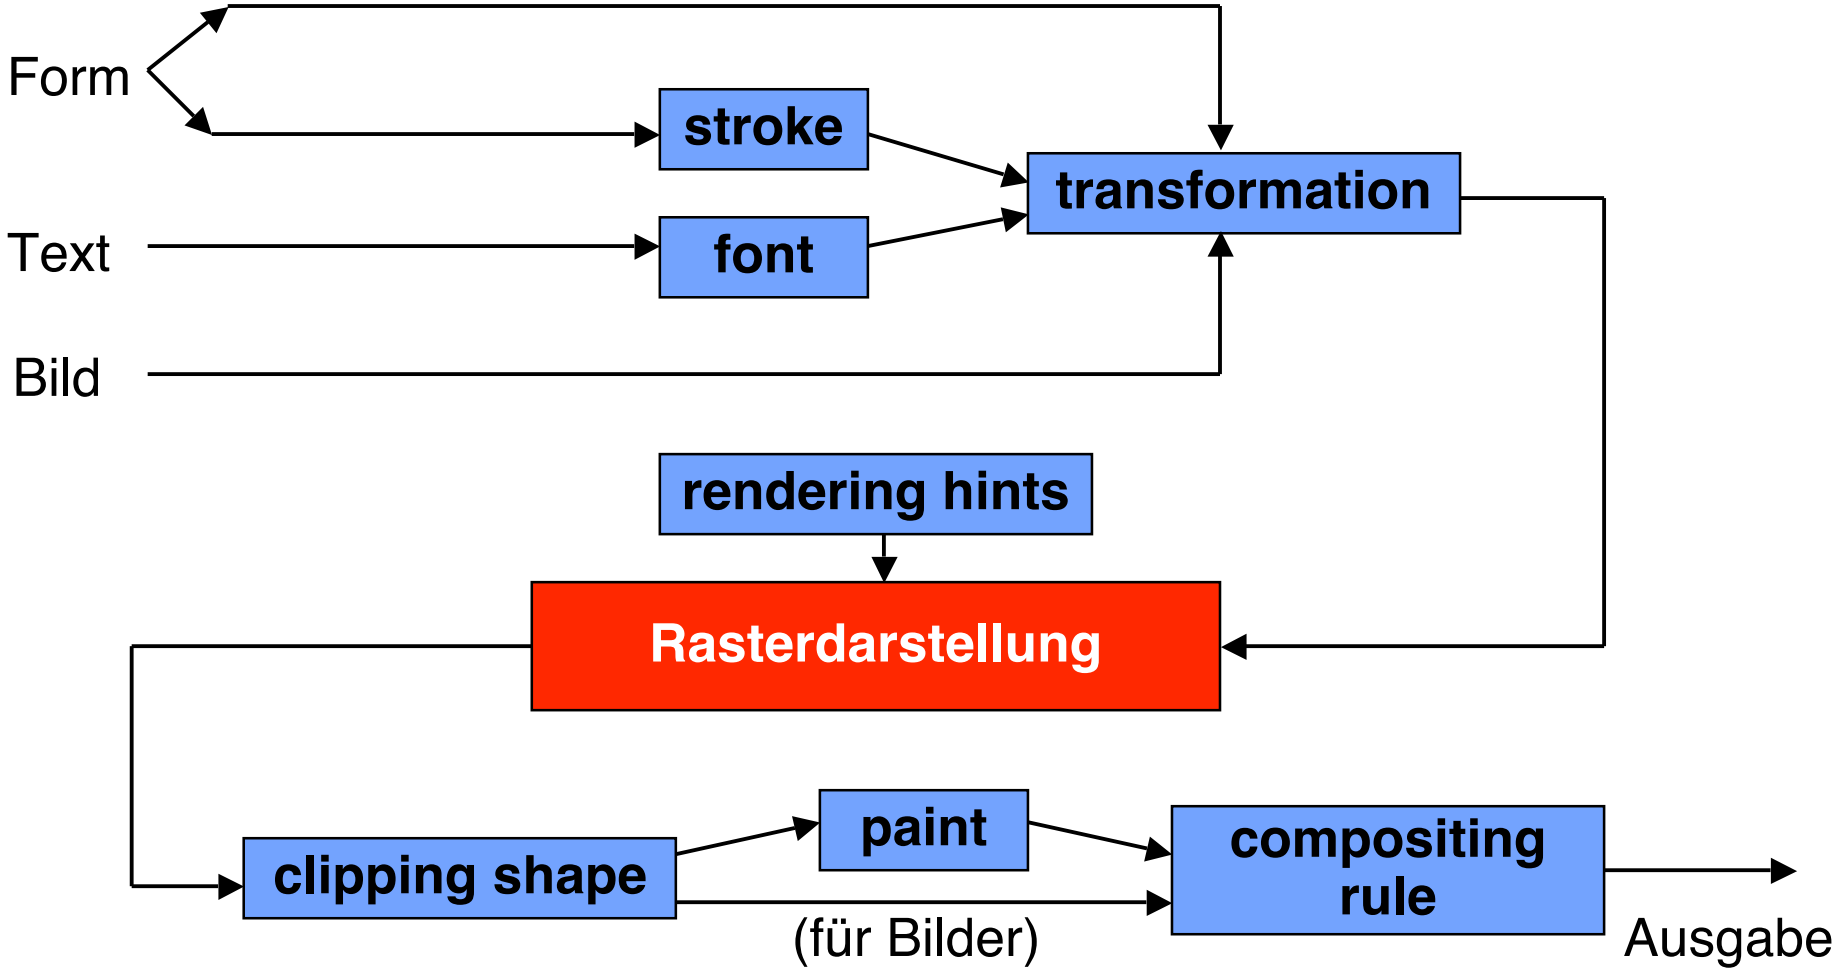 Form
stroke
transformation
Text
font
Bild
rendering hints
Rasterdarstellung
paint
compositing
rule
clipping shape
(für Bilder)
Ausgabe